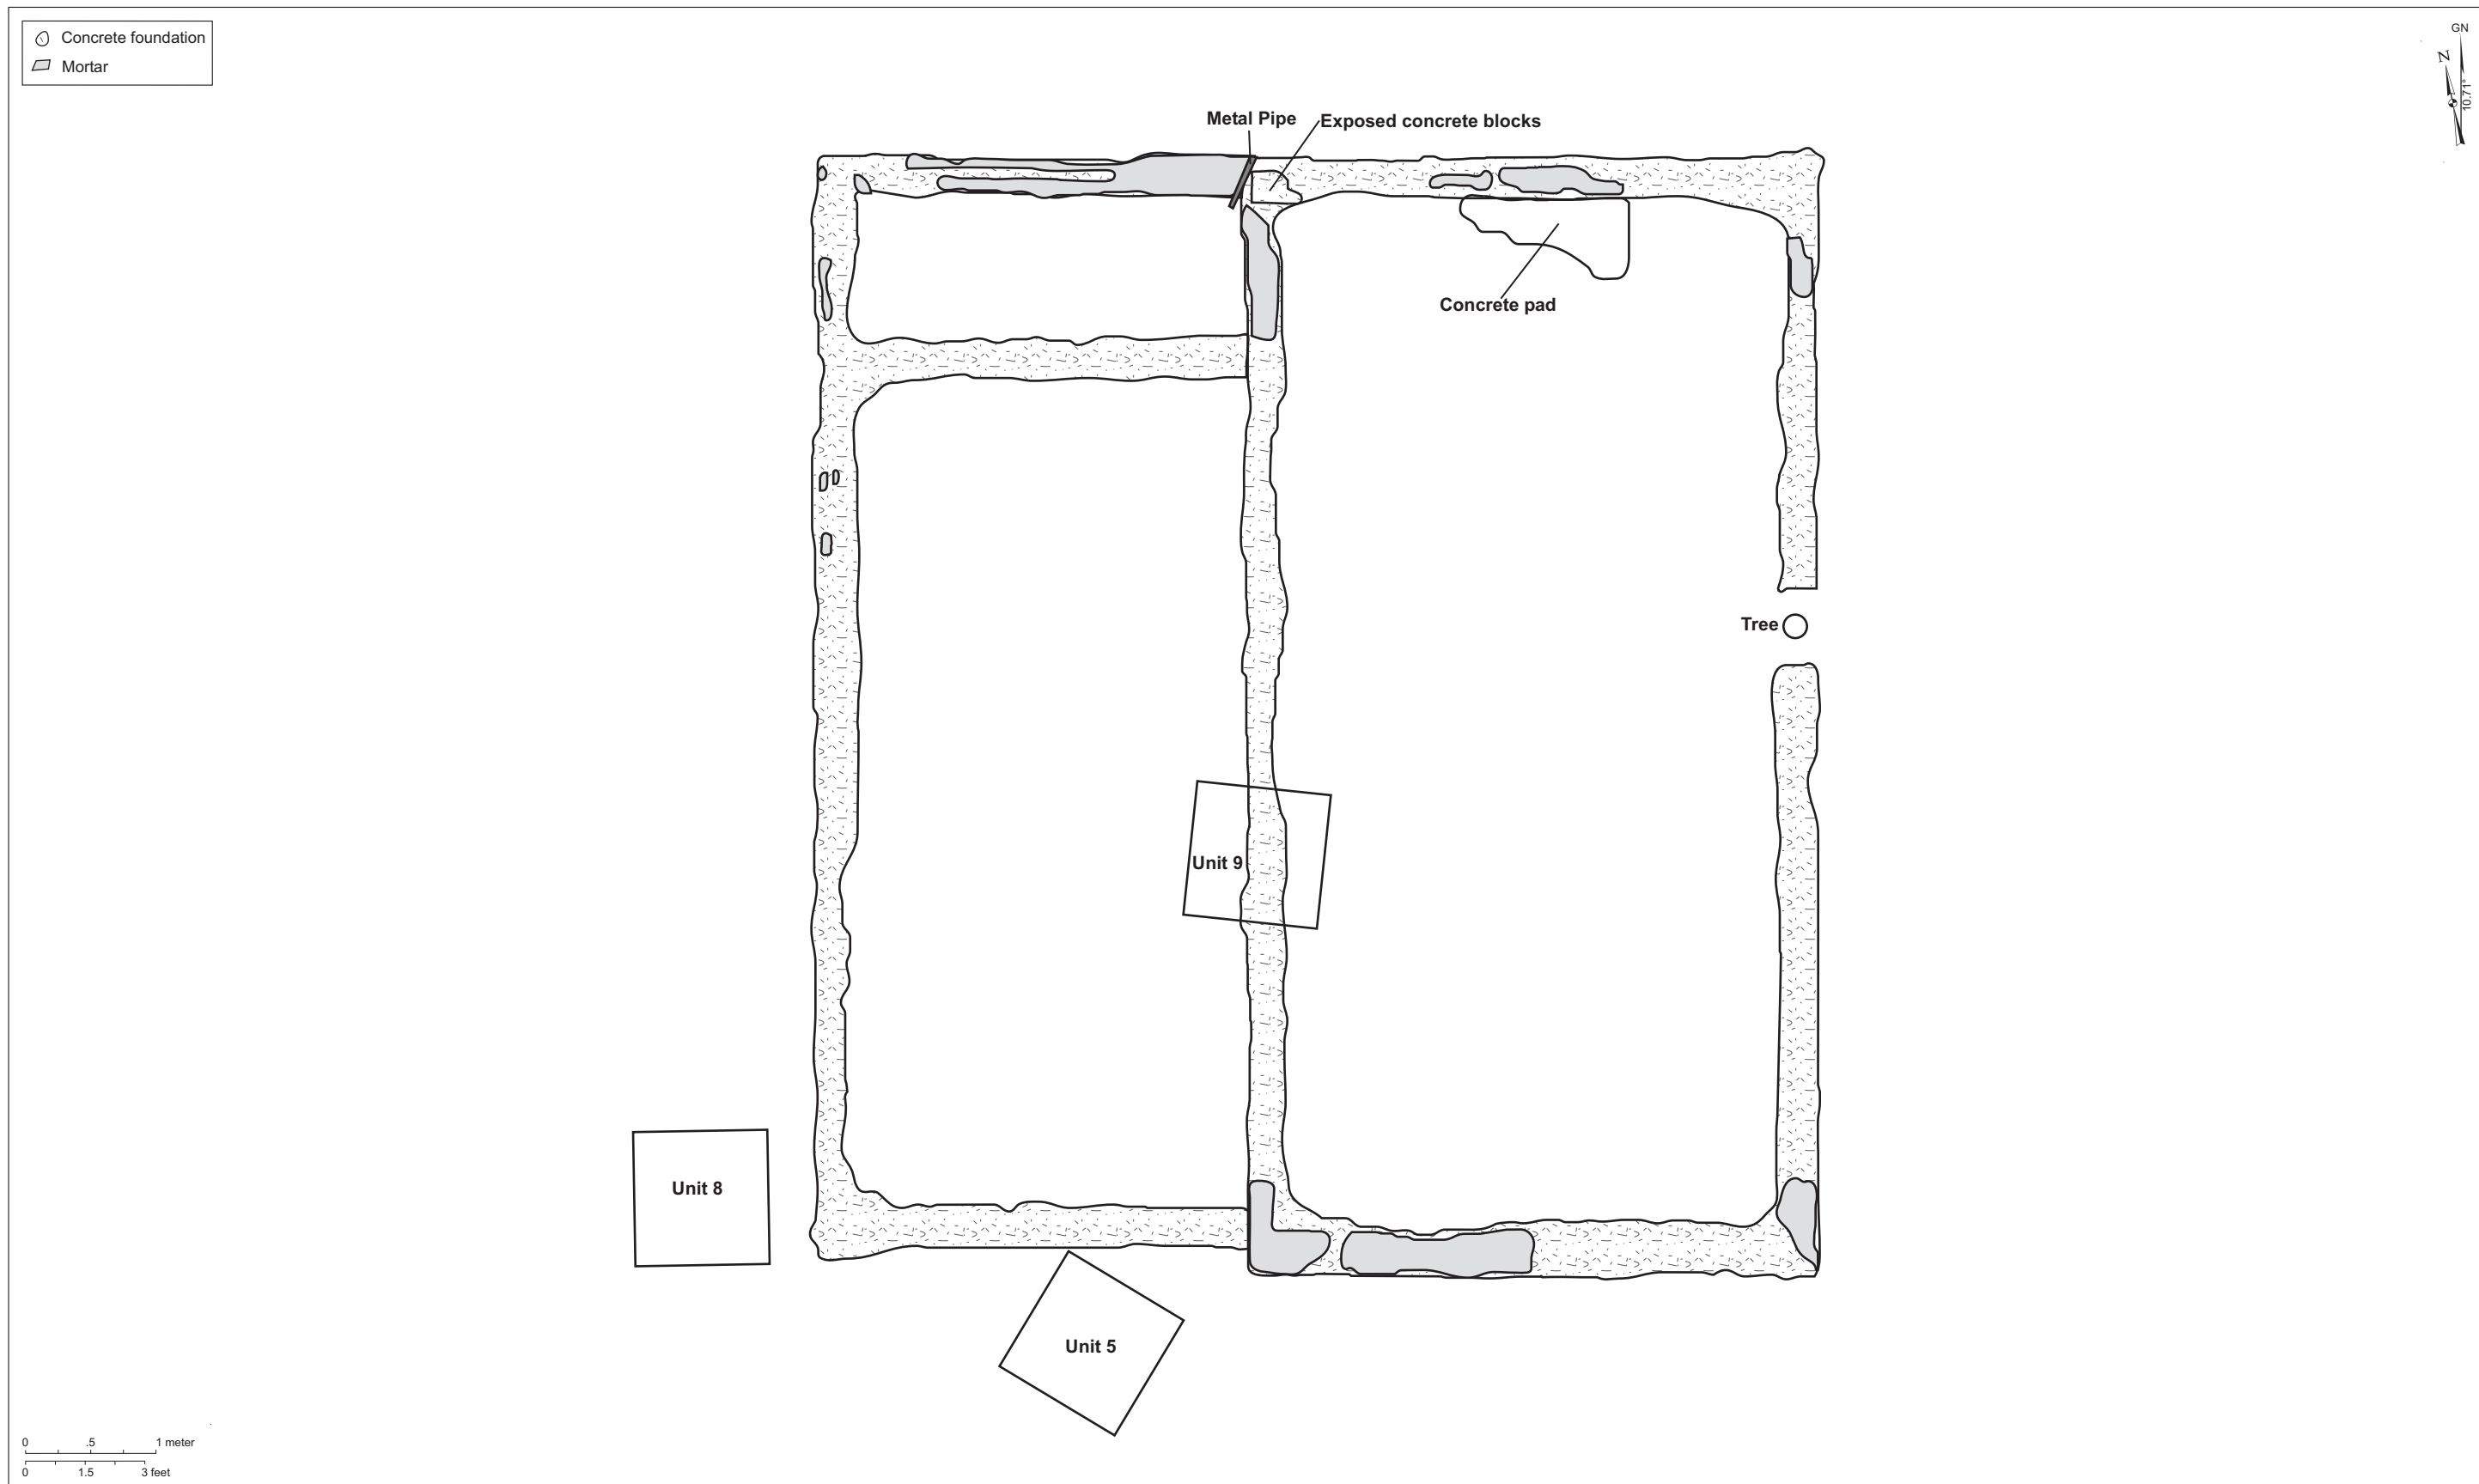 Concrete foundation
Mortar
GN
N
10.71°
Metal Pipe
Exposed concrete blocks
Concrete pad
Tree
Unit 9
Unit 8
Unit 5
0 .5 1 meter
0 1.5 3 feet